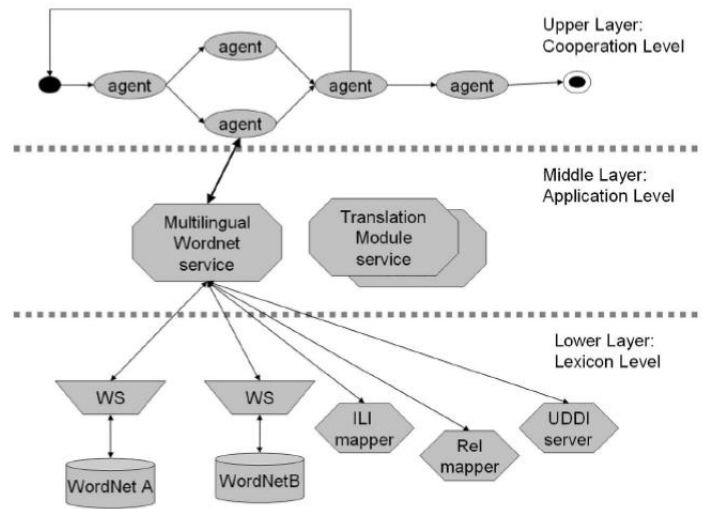 Upper Layer:
Cooperation Level
agent
agent
agent
agent
agent
Middle Layer:
Application Level
Multilingual
Wordnet
service
Translation
Module
service
Lower Layer:
Lexicon Level
WS
WS
ILI
mapper
Rel
mapper
UDDI
server
WordNet A
WordNetB